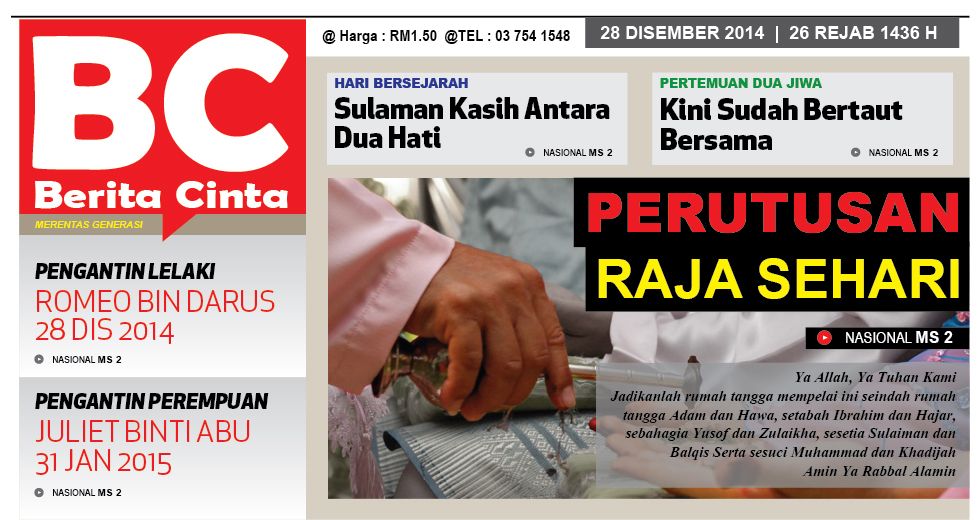 BC
Berita Cinta
MERENTAS GENERASI
@ Harga : RM1.50 @TEL : 03 754 1548
28 DISEMBER 2014 | 26 REJAB 1436 H
HARI BERSEJARAH
Sulaman Kasih Antara
Dua Hati
NASIONAL MS 2
PERTEMUAN DUA JIWA
Kini Sudah Bertaut
Bersama
NASIONAL MS 2
PENGANTIN LELAKI
ROMEO BIN DARUS
28 DIS 2014
NASIONAL MS 2
PENGANTIN PEREMPUAN
JULIET BINTI ABU
31 JAN 2015
NASIONAL MS 2
PERUTUSAN
RAJA SEHARI
NASIONAL MS 2
Ya Allah, Ya Tuhan Kami
Jadikanlah rumah tangga mempelai ini seindah rumah
tangga Adam dan Hawa, setabah Ibrahim dan Hajar,
sebahagia Yusof dan Zulaikha, sesetia Sulaiman dan
Balqis Serta sesuci Muhammad dan Khadijah
Amin Ya Rabbal Alamin